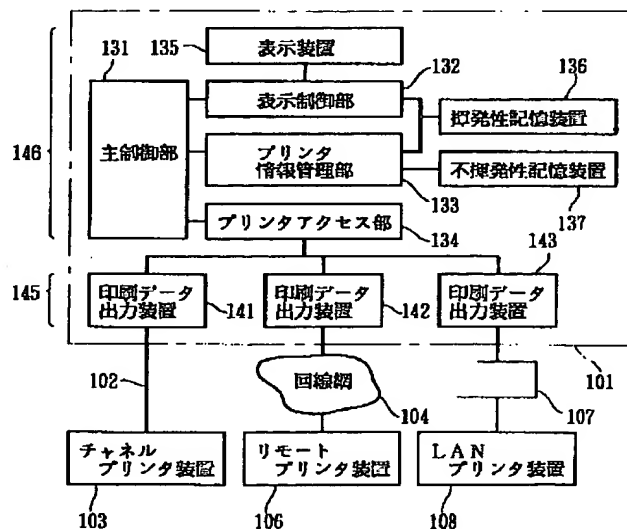 131
135
表示装置
132
136
表示制御部
揮発性記憶装置
146
主制御部
プリンタ
情報管理部
不揮発性記憶装置
133
137
プリンタアクセス部
134
143
145
印刷データ
出力装置
141
印刷データ
出力装置
142
印刷データ
出力装置
102
回線網
104
101
107
チャネル
プリンタ装置
リモート
プリンタ装置
LAN
プリンタ装置
103
106
108